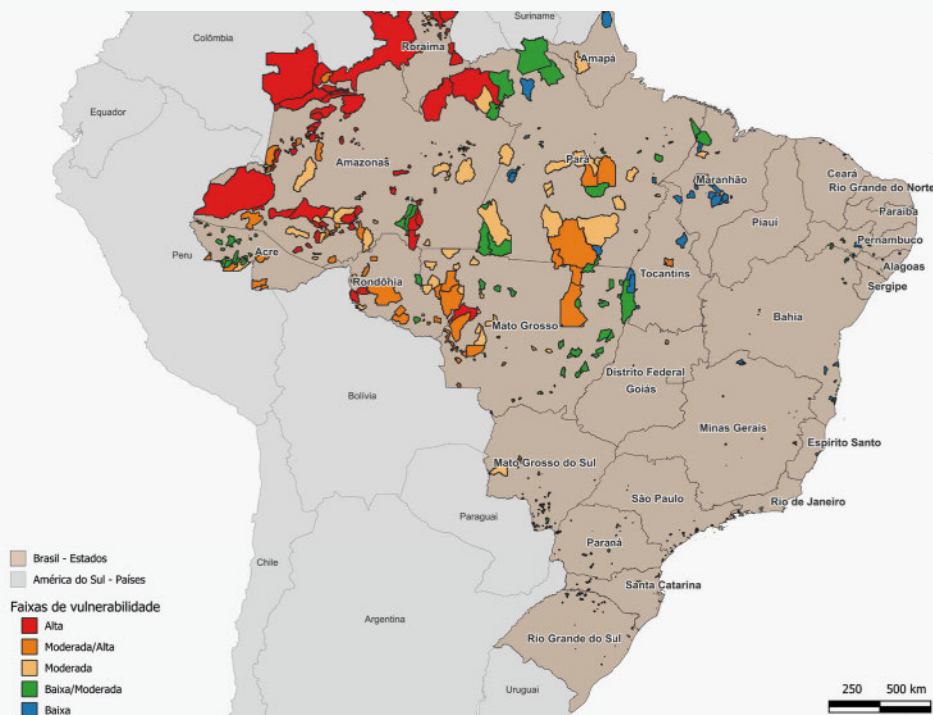 Suriname
Colômbia
Roraima
Amapá
Equador
Amazonas
Pará
Maranhão
Ceará
Rio Grande do Norte
Paraíba
Piauí
Pernambuco
Peru
Acre
Alagoas
Tocantins
Rondôhia
Sergipe
Mato Grosso
Bahia
Distrito Federal
Goiás
Bolívia
Minas Gerais
Espirito Santo
Mato Grosso do Sul
São Paulo
Rio de Janeiro
Paraguai
Paraná
Brasil - Estados
Chile
América do Sul - Países
Santa Catarina
Faixas de vulnerabilidade
Argentina
Alta
Rio Grande do Sul
Moderada/Alta
Moderada
Baixa/Moderada
Uruguai
250 500 km
Baixa